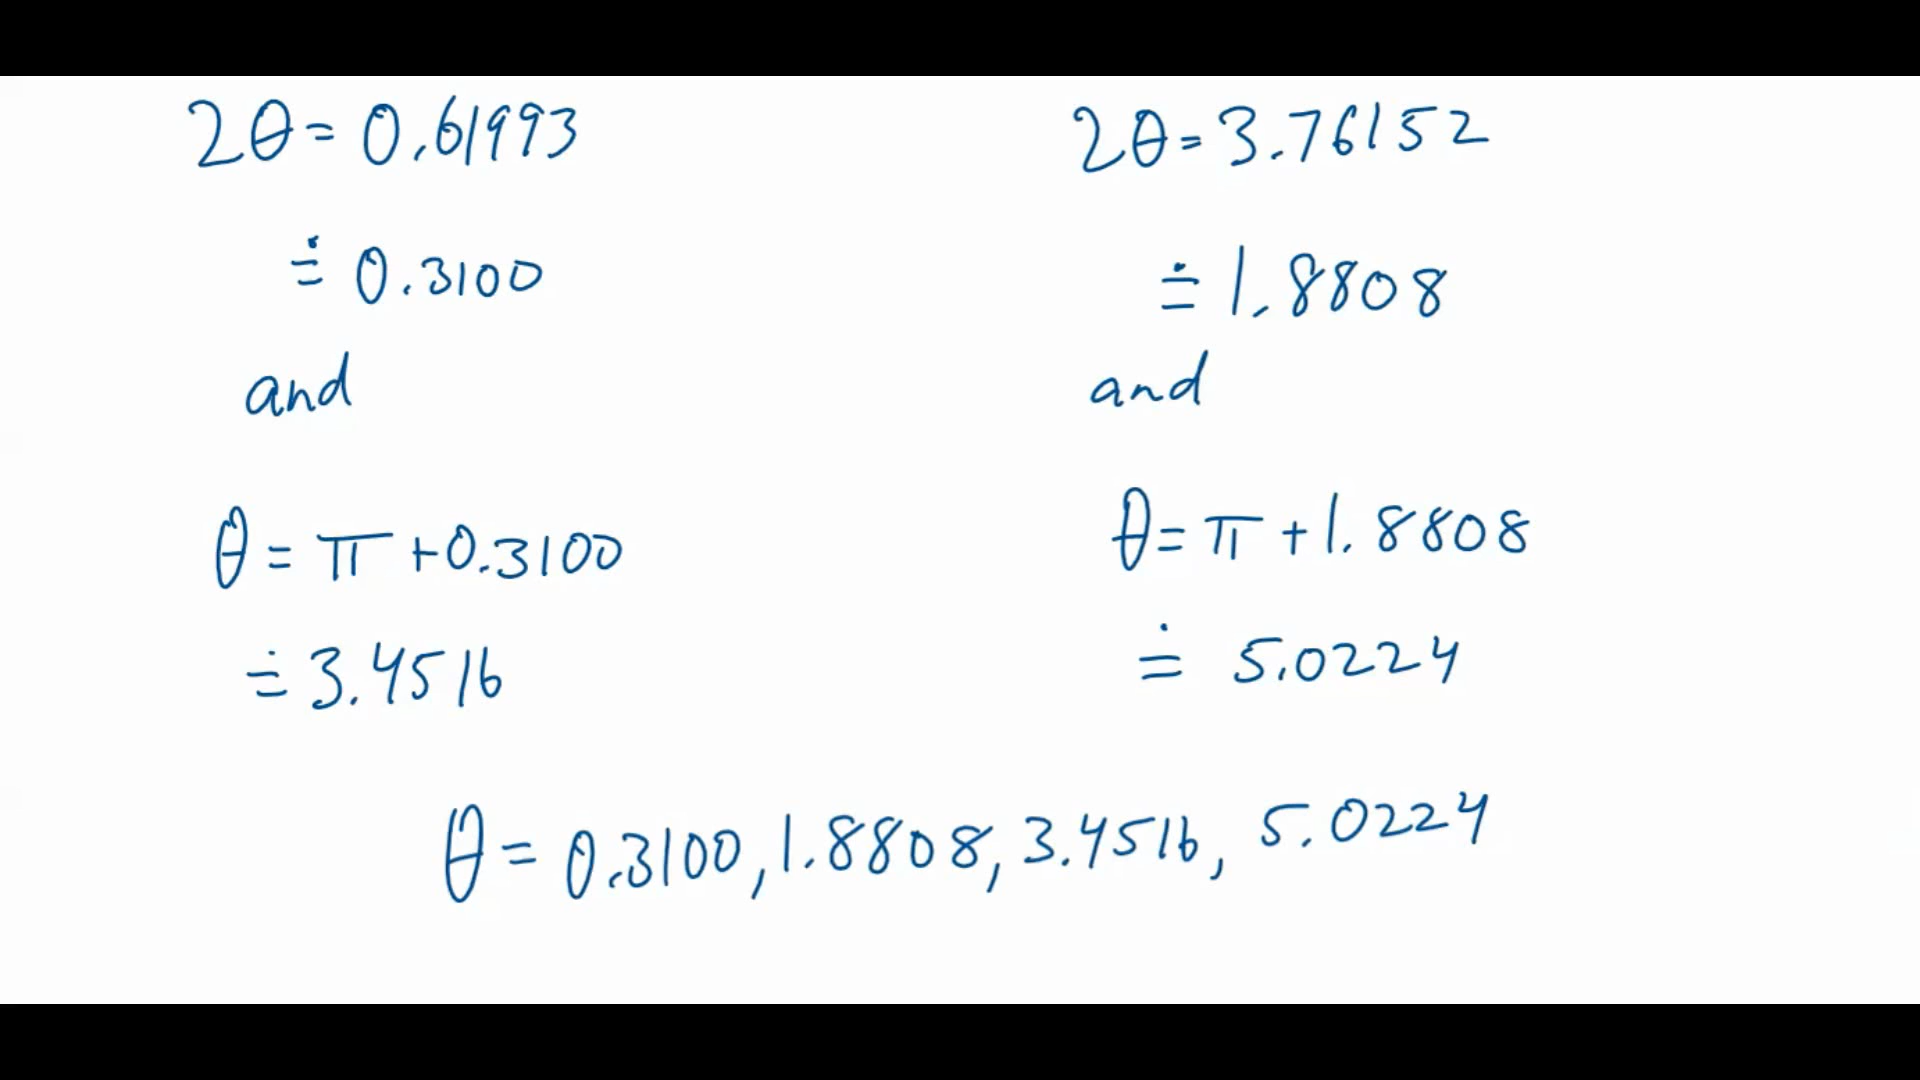 2θ = 0.61993
≐ 0.3100
and
θ = π + 0.3100
≐ 3.4516
2θ = 3.76152
≐ 1.8808
and
θ = π + 1.8808
≐ 5.0224
θ = 0.3100, 1.8808, 3.4516, 5.0224